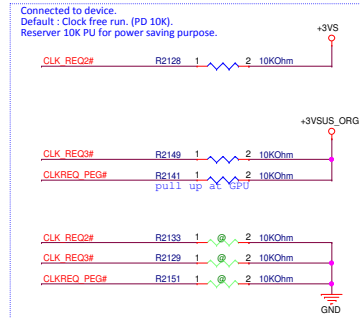 Connected to device.
Default : Clock free run. (PD 10K).
Reserver 10K PU for power saving purpose.
+3VS
CLK_REQ2# R2128 1 2 10KOhm
+3VSUS_ORG
CLK_REQ3# R2149 1 2 10KOhm
CLKREQ_PEG# R2141 1 2 10KOhm
pull up at GPU
CLK_REQ2# R2133 1 @ 2 10KOhm
CLK_REQ3# R2129 1 @ 2 10KOhm
CLKREQ_PEG# R2151 1 @ 2 10KOhm
GND